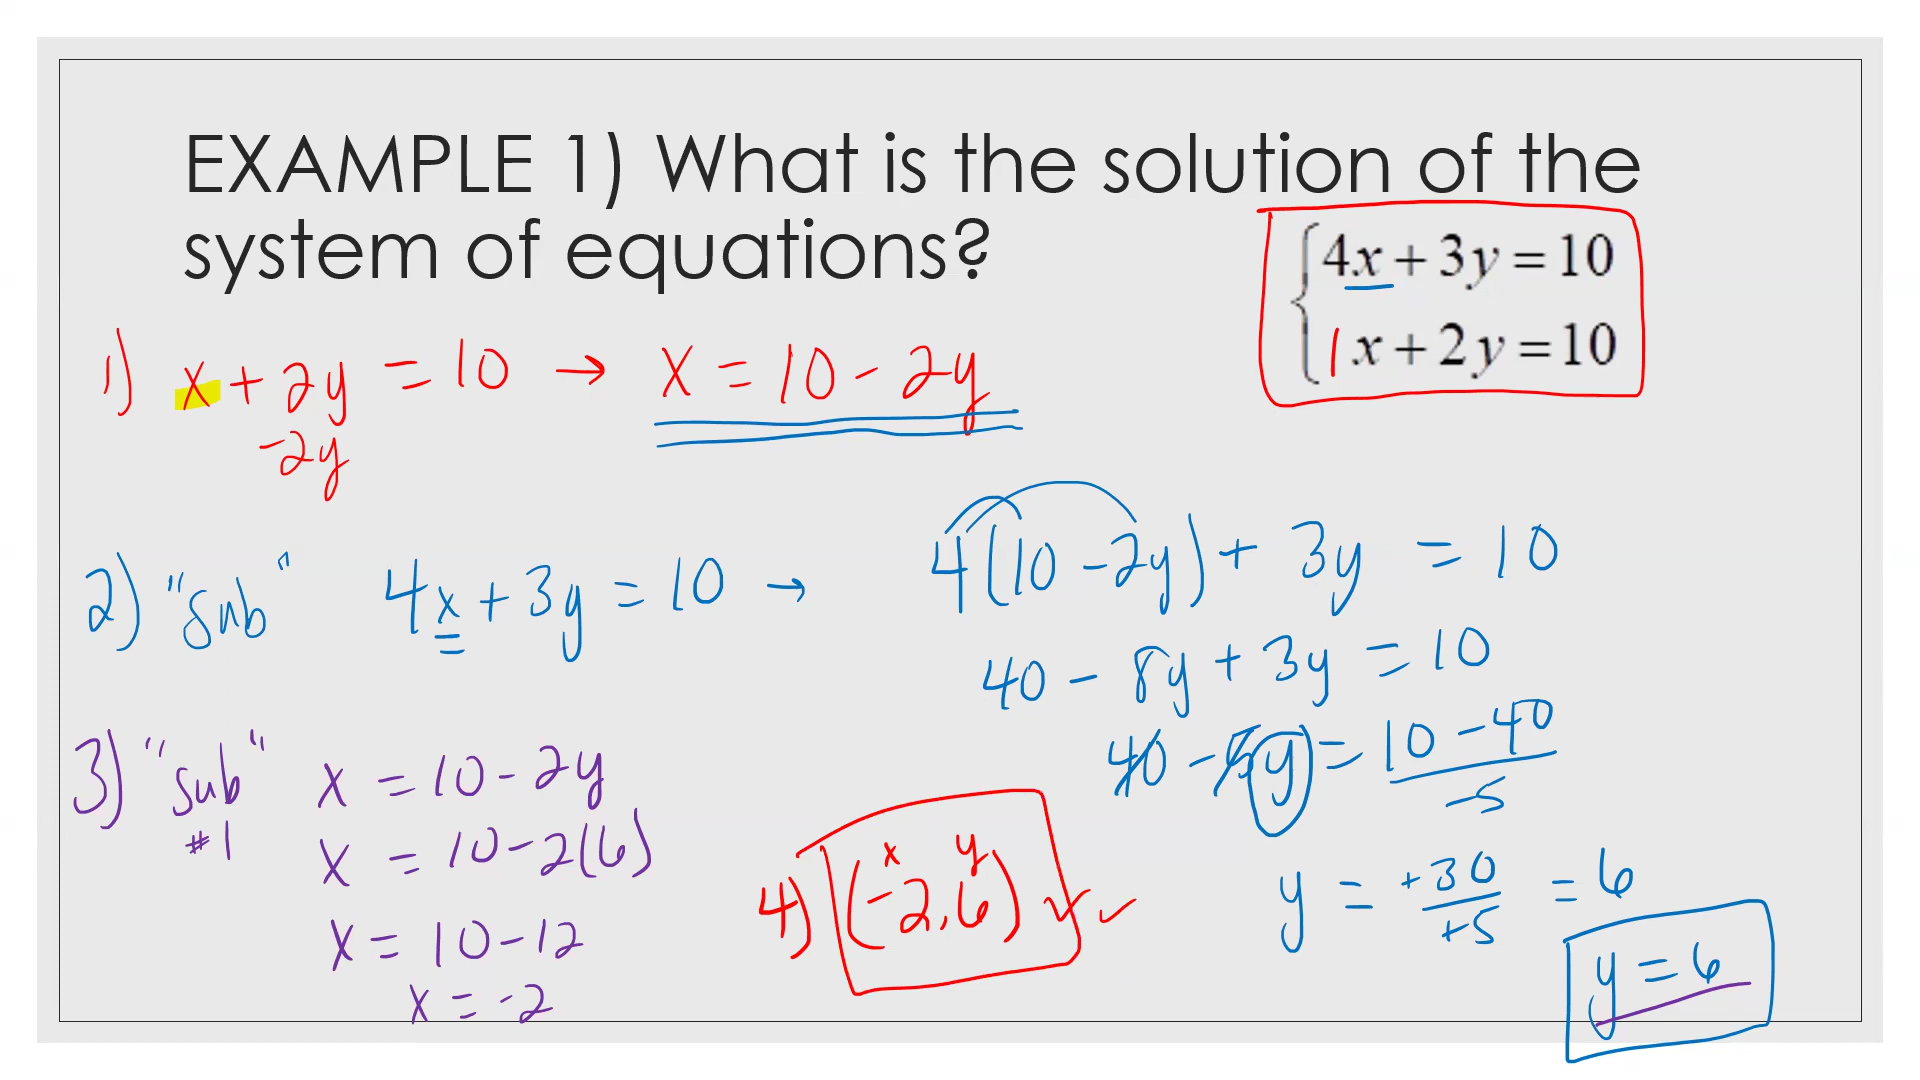 EXAMPLE 1) What is the solution of the
system of equations?
4x + 3y = 10
1x + 2y = 10
1) x + 2y = 10 → x = 10 - 2y
-2y
2) "sub" 4x + 3y = 10 → 4(10 - 2y) + 3y = 10
40 - 8y + 3y = 10
40 - 5y = 10 - 40
-5
y = +30 = 6
+5
y = 6
3) "sub" x = 10 - 2y
#1 x = 10 - 2(6)
x = 10 - 12
x = -2
x y
4) (-2, 6) ✓ ✓